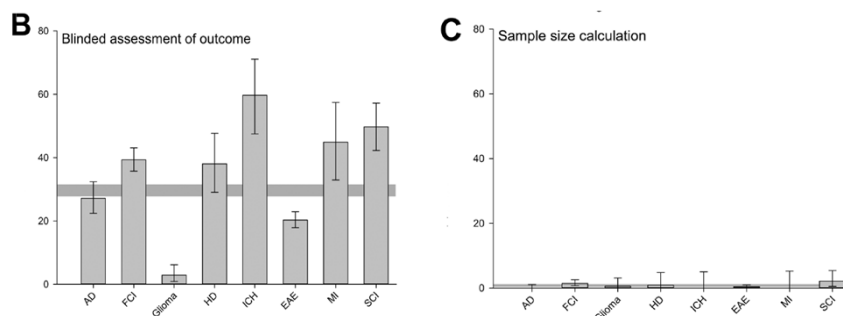 B
Blinded assessment of outcome
80
60
40
20
0
AD FCI Glioma HD ICH EAE MI SCI
C
Sample size calculation
80
60
40
20
0
AD FCI Glioma HD ICH EAE MI SCI